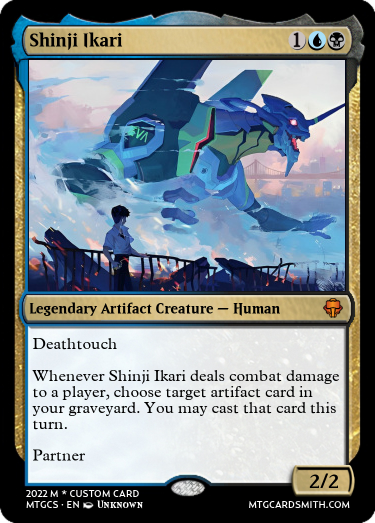 Shinji Ikari 1
EVA
Legendary Artifact Creature — Human
Deathtouch
Whenever Shinji Ikari deals combat damage
to a player, choose target artifact card in
your graveyard. You may cast that card this
turn.
Partner
2/2
2022 M * CUSTOM CARD
MTGCS · EN Unknown
MTGCARDSMITH.COM